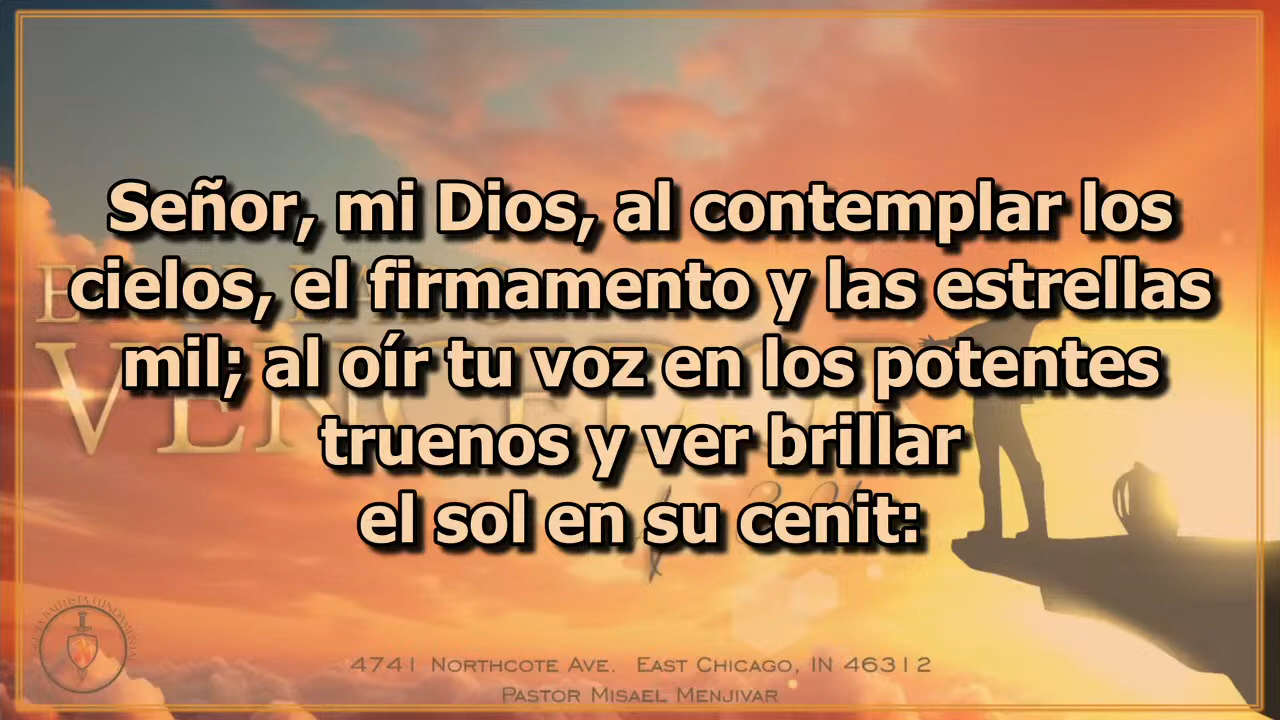 Señor, mi Dios, al contemplar los
cielos, el firmamento y las estrellas
mil; al oír tu voz en los potentes
truenos y ver brillar
el sol en su cenit:
4741 Northcote Ave. East Chicago, IN 46312
Pastor Misael Menjivar